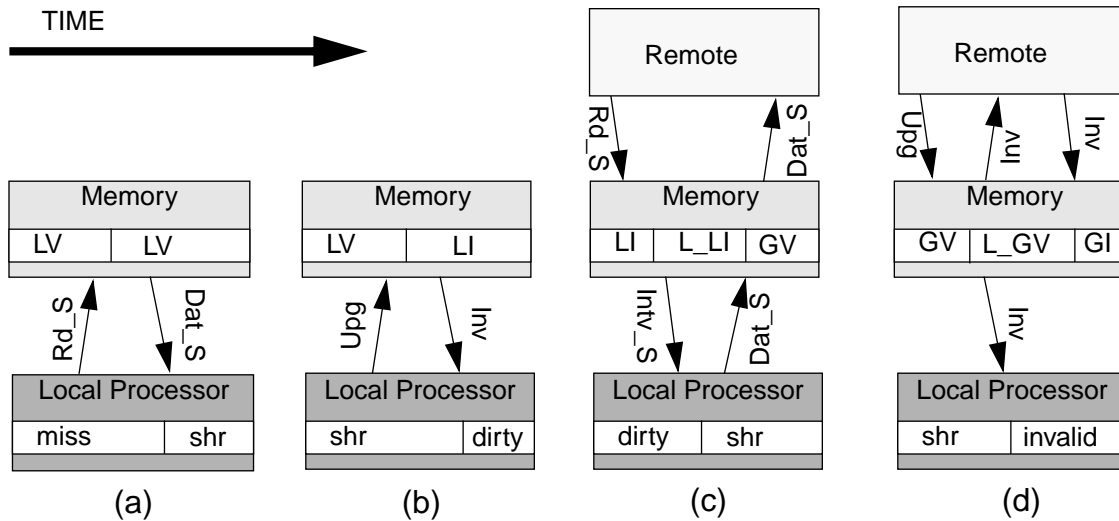 TIME
Remote
Remote
Rd_S
Dat_S
Upg
Inv
Inv
Memory
Memory
Memory
Memory
LV
LV
LV
LI
LI
L_LI
GV
GV
L_GV
GI
Rd_S
Dat_S
Upg
Inv
Intv_S
Dat_S
Inv
Local Processor
Local Processor
Local Processor
Local Processor
miss
shr
shr
dirty
dirty
shr
shr
invalid
(a)
(b)
(c)
(d)